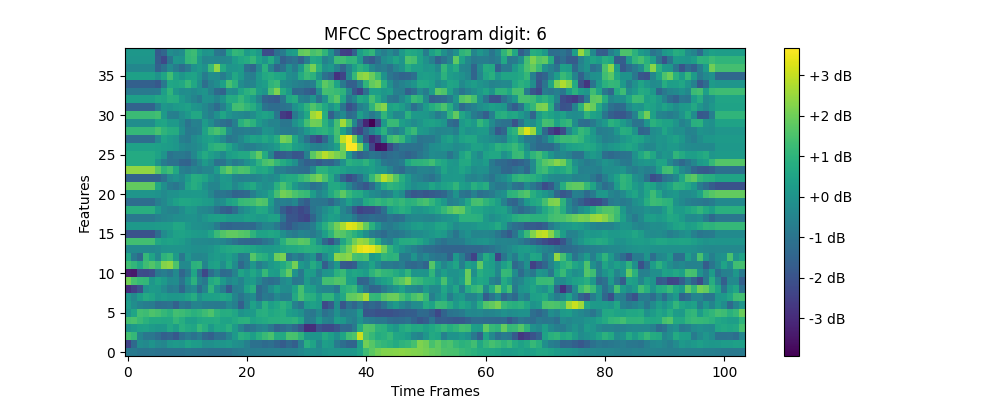 MFCC Spectrogram digit: 6
Features
35
30
25
20
15
10
5
0
0 20 40 60 80 100
Time Frames
+3 dB
+2 dB
+1 dB
+0 dB
-1 dB
-2 dB
-3 dB